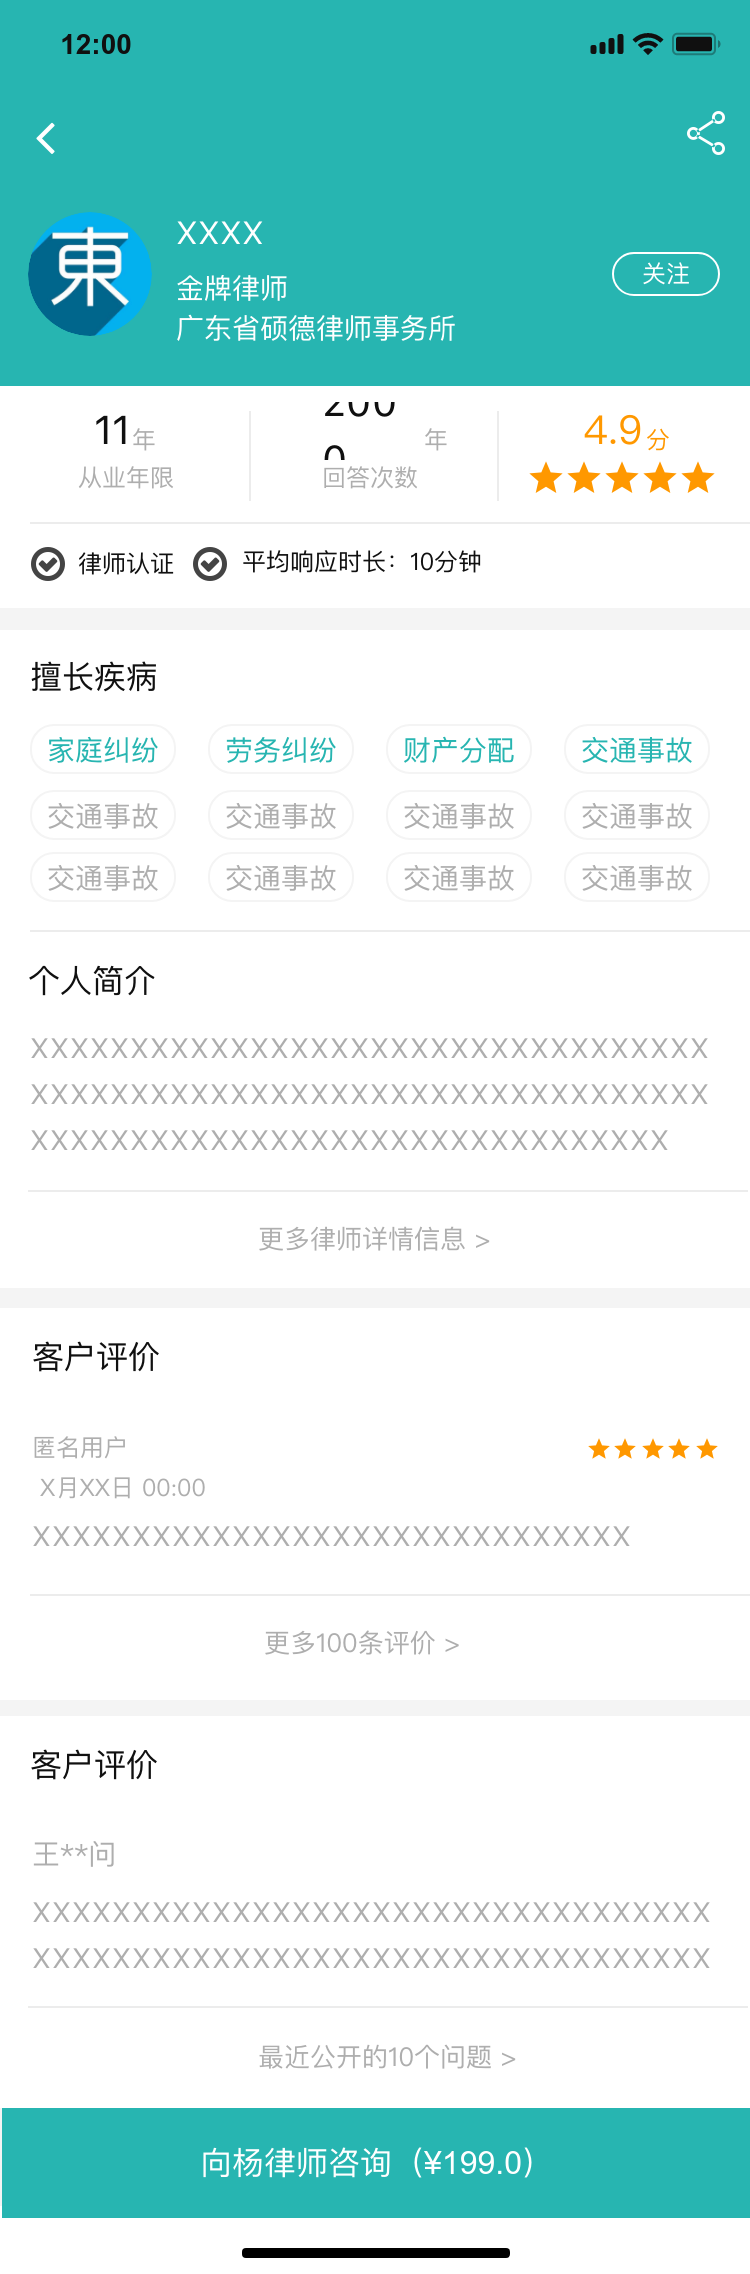 12:00
東
XXXX
金牌律师
广东省硕德律师事务所
关注
11年
从业年限
2000年
回答次数
4.9分
律师认证
平均响应时长：10分钟
擅长疾病
家庭纠纷 劳务纠纷 财产分配 交通事故
交通事故 交通事故 交通事故 交通事故
交通事故 交通事故 交通事故 交通事故
个人简介
XXXXXXXXXXXXXXXXXXXXXXXXXXXXXXXXXX
XXXXXXXXXXXXXXXXXXXXXXXXXXXXXXXXXX
XXXXXXXXXXXXXXXXXXXXXXXXXXXXXXXX
更多律师详情信息 >
客户评价
匿名用户
X月XX日 00:00
XXXXXXXXXXXXXXXXXXXXXXXXXXXXXX
更多100条评价 >
客户评价
王**问
XXXXXXXXXXXXXXXXXXXXXXXXXXXXXXXXXX
XXXXXXXXXXXXXXXXXXXXXXXXXXXXXXXXXX
最近公开的10个问题 >
向杨律师咨询（¥199.0）